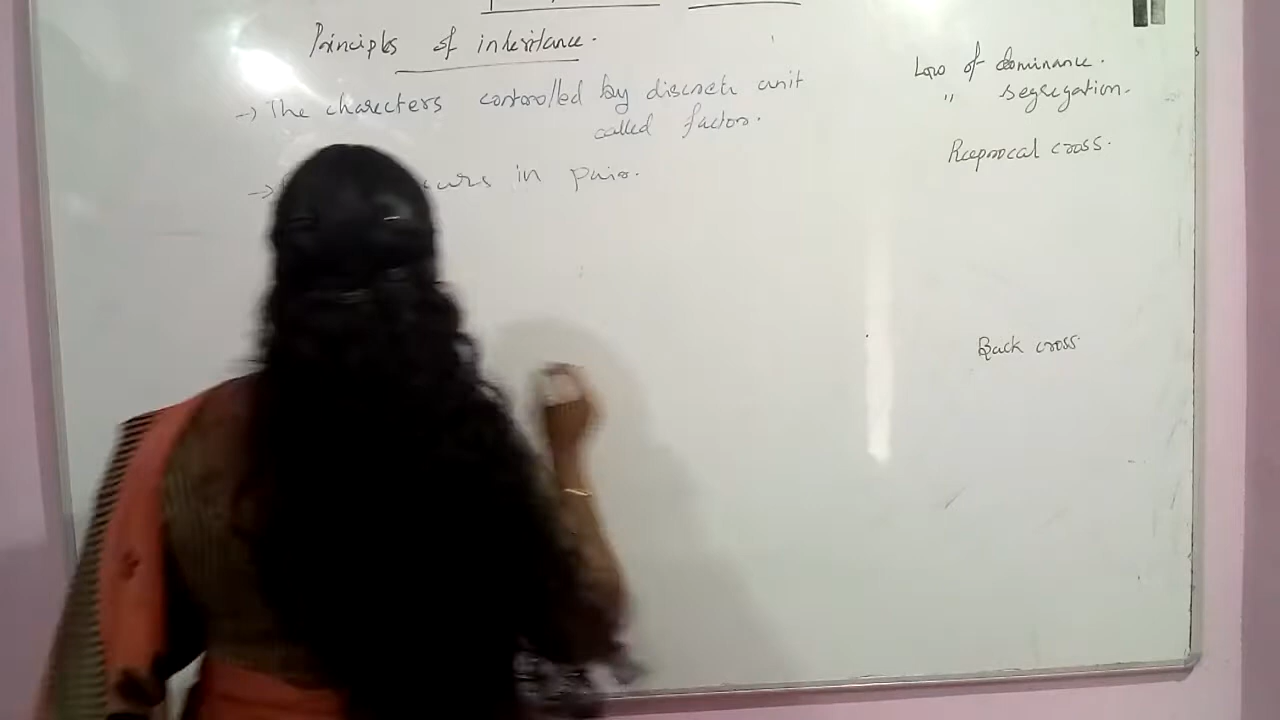 Principles of inheritance.
→ The charecters controlled by discrete unit
called factor.
→ in pair.
Law of dominance.
" segregation.
Reciprocal cross.
Back cross